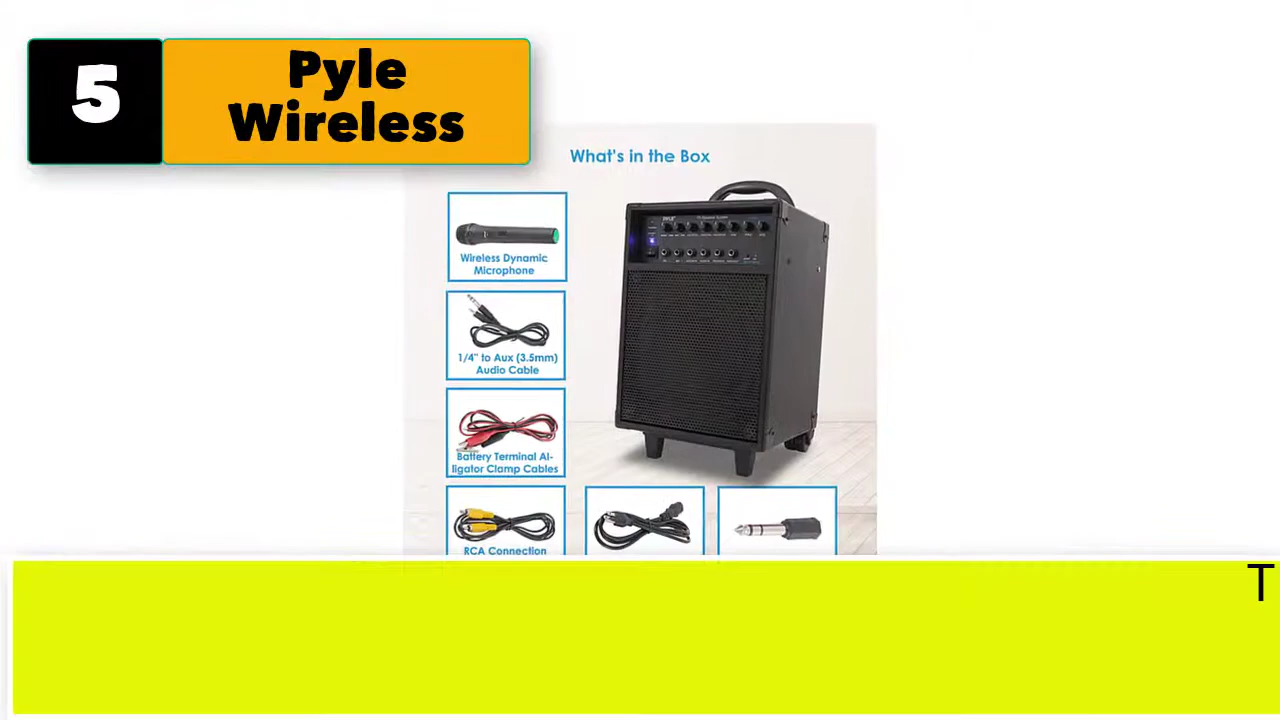 5
Pyle
Wireless
What's in the Box
Wireless Dynamic
Microphone
1/4" to Aux (3.5mm)
Audio Cable
Battery Terminal Al-
ligator Clamp Cables
RCA Connection
PYLE
T